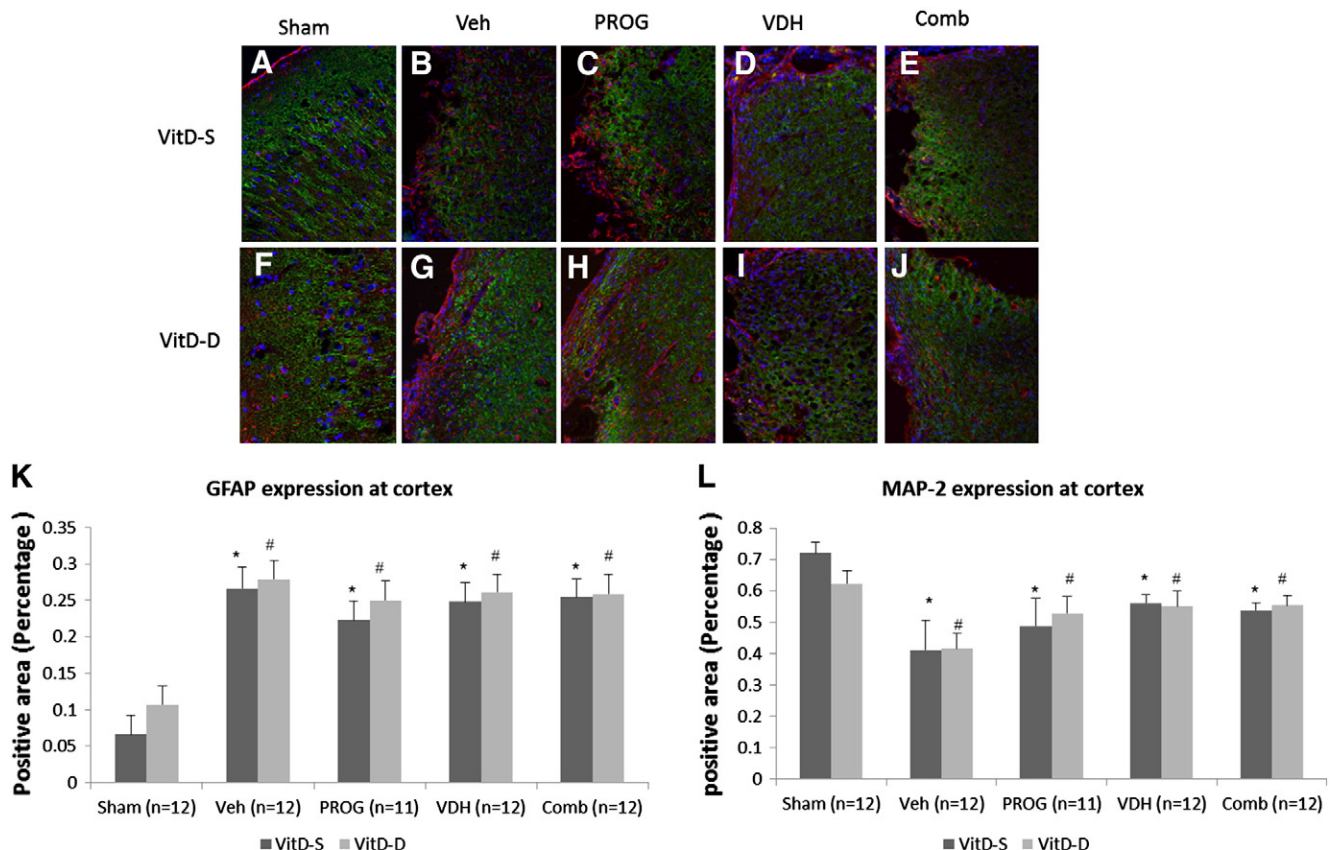 Sham Veh PROG VDH Comb
VitD-S
A B C D E
VitD-D
F G H I J
K
GFAP expression at cortex
Positive area (Percentage )
0.35
0.3
0.25
0.2
0.15
0.1
0.05
0
* # * # * # * #
Sham (n=12) Veh (n=12) PROG (n=11) VDH (n=12) Comb (n=12)
VitD-S VitD-D
L
MAP-2 expression at cortex
positive area (Percentage )
0.8
0.7
0.6
0.5
0.4
0.3
0.2
0.1
0
* # * # * # * #
Sham (n=12) Veh (n=12) PROG (n=11) VDH (n=12) Comb (n=12)
VitD-S VitD-D